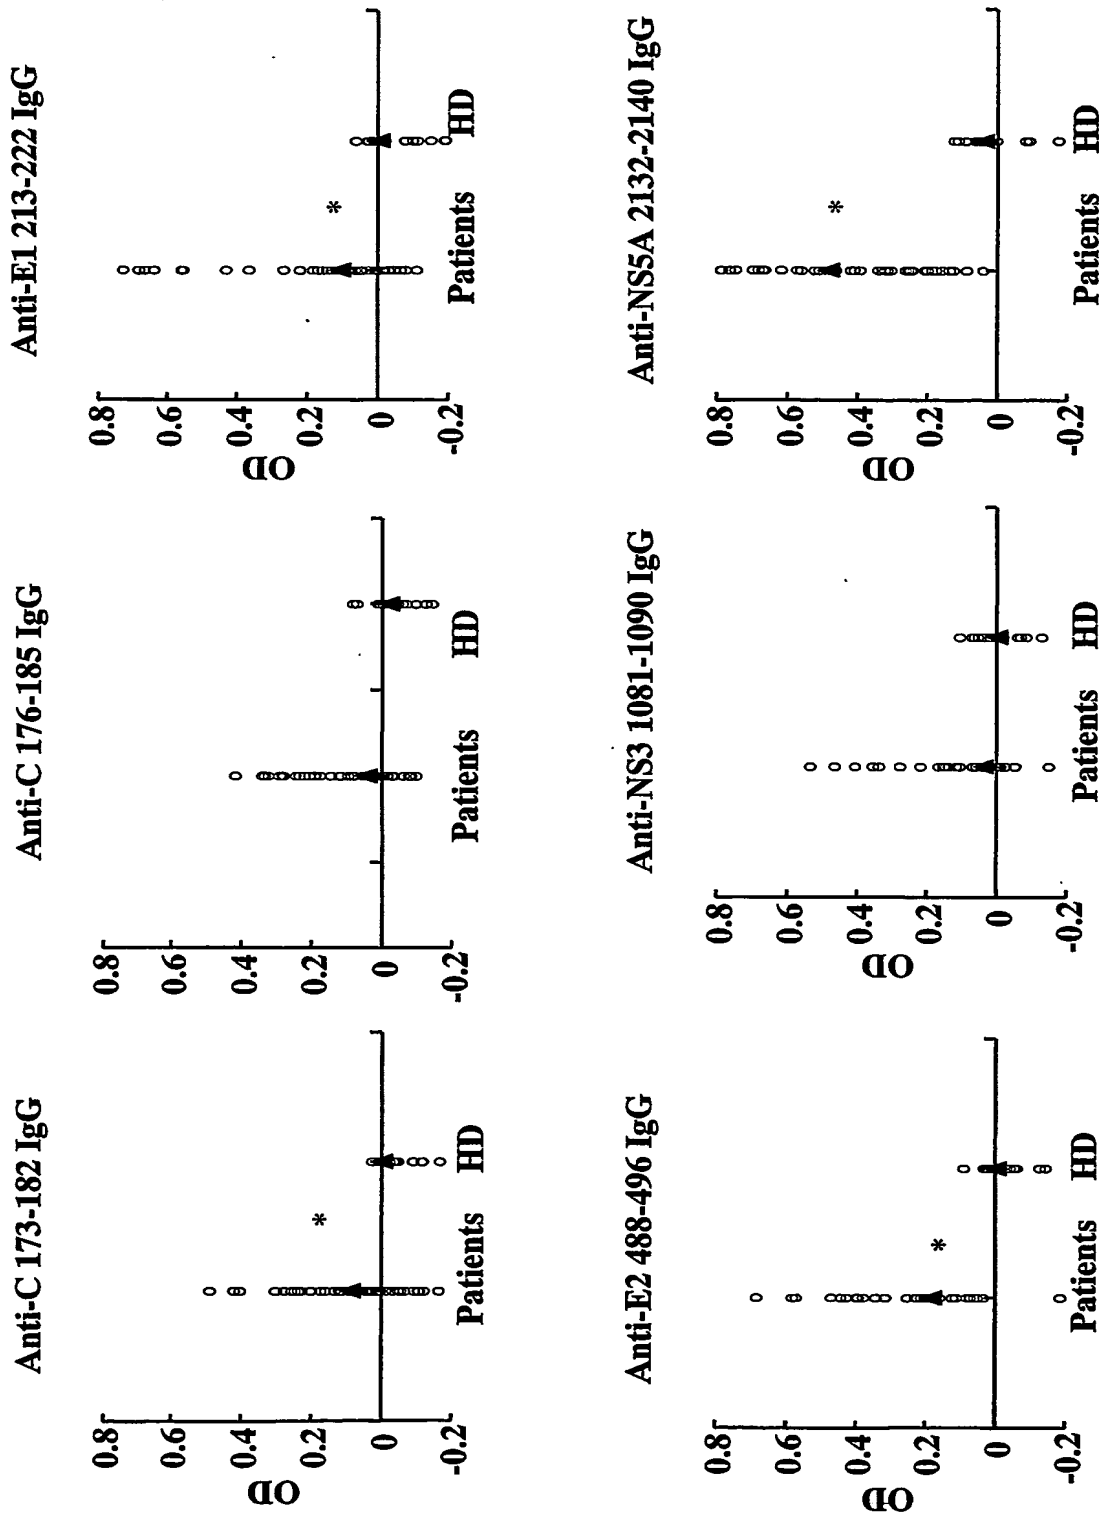 Anti-C 173-182 IgG
OD
0.8
0.6
0.4
0.2
0
-0.2
*
Patients
HD
Anti-C 176-185 IgG
0.8
0.6
0.4
0.2
0
-0.2
Patients
HD
Anti-E1 213-222 IgG
OD
0.8
0.6
0.4
0.2
0
-0.2
*
Patients
HD
Anti-E2 488-496 IgG
OD
0.8
0.6
0.4
0.2
0
-0.2
*
Patients
HD
Anti-NS3 1081-1090 IgG
OD
0.8
0.6
0.4
0.2
0
-0.2
Patients
HD
Anti-NS5A 2132-2140 IgG
OD
0.8
0.6
0.4
0.2
0
-0.2
*
Patients
HD